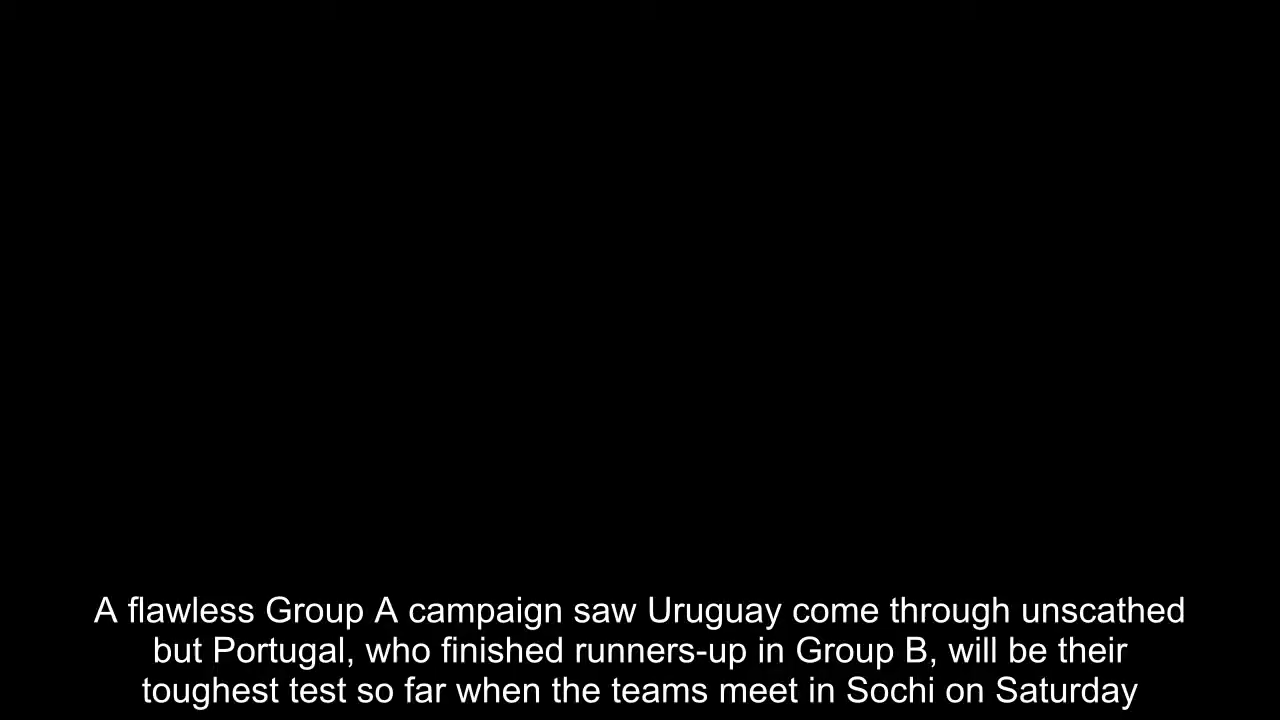 A flawless Group A campaign saw Uruguay come through unscathed
but Portugal, who finished runners-up in Group B, will be their
toughest test so far when the teams meet in Sochi on Saturday